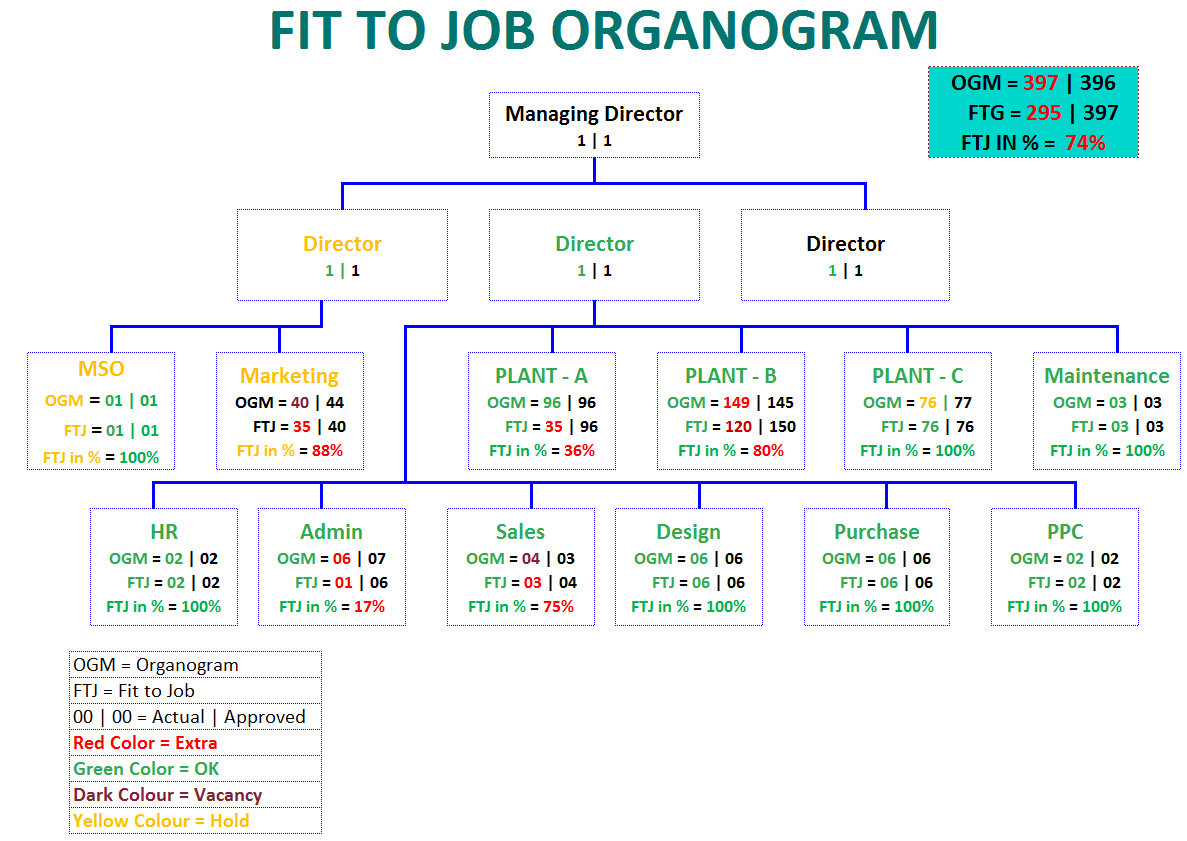 FIT TO JOB ORGANOGRAM
OGM = 397 | 396
FTG = 295 | 397
FTJ IN % = 74%
Managing Director
1 | 1
Director
1 | 1
Director
1 | 1
Director
1 | 1
MSO
OGM = 01 | 01
FTJ = 01 | 01
FTJ in % = 100%
Marketing
OGM = 40 | 44
FTJ = 35 | 40
FTJ in % = 88%
PLANT - A
OGM = 96 | 96
FTJ = 35 | 96
FTJ in % = 36%
PLANT - B
OGM = 149 | 145
FTJ = 120 | 150
FTJ in % = 80%
PLANT - C
OGM = 76 | 77
FTJ = 76 | 76
FTJ in % = 100%
Maintenance
OGM = 03 | 03
FTJ = 03 | 03
FTJ in % = 100%
HR
OGM = 02 | 02
FTJ = 02 | 02
FTJ in % = 100%
Admin
OGM = 06 | 07
FTJ = 01 | 06
FTJ in % = 17%
Sales
OGM = 04 | 03
FTJ = 03 | 04
FTJ in % = 75%
Design
OGM = 06 | 06
FTJ = 06 | 06
FTJ in % = 100%
Purchase
OGM = 06 | 06
FTJ = 06 | 06
FTJ in % = 100%
PPC
OGM = 02 | 02
FTJ = 02 | 02
FTJ in % = 100%
OGM = Organogram
FTJ = Fit to Job
00 | 00 = Actual | Approved
Red Color = Extra
Green Color = OK
Dark Colour = Vacancy
Yellow Colour = Hold